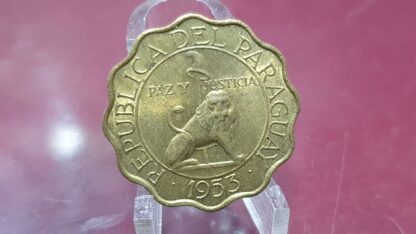 REPUBLICA DEL PARAGUAY
PAZ Y JUSTICIA
· 1953 ·